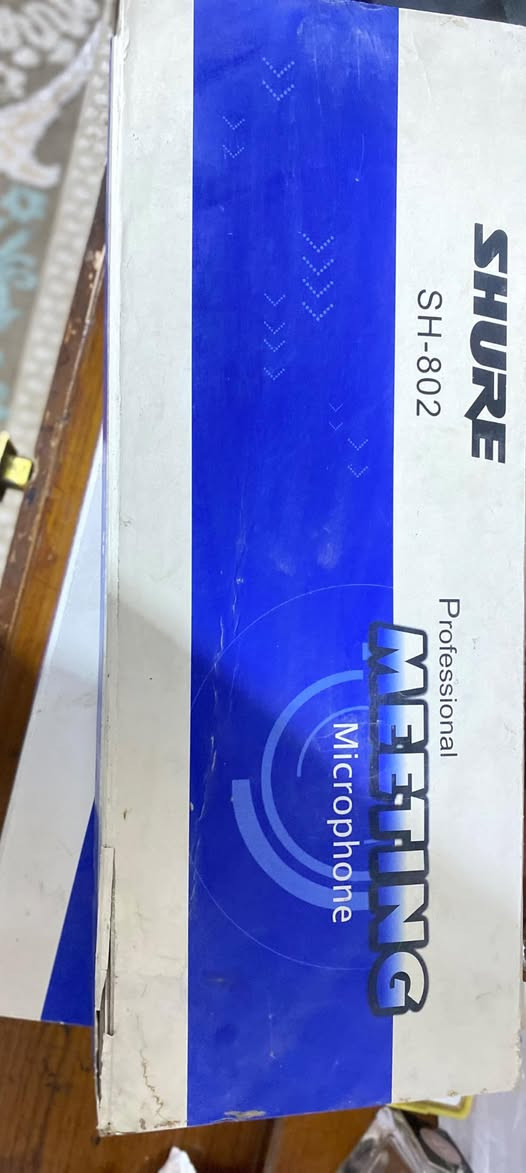 SHURE
SH-802
Professional
MEETING
Microphone